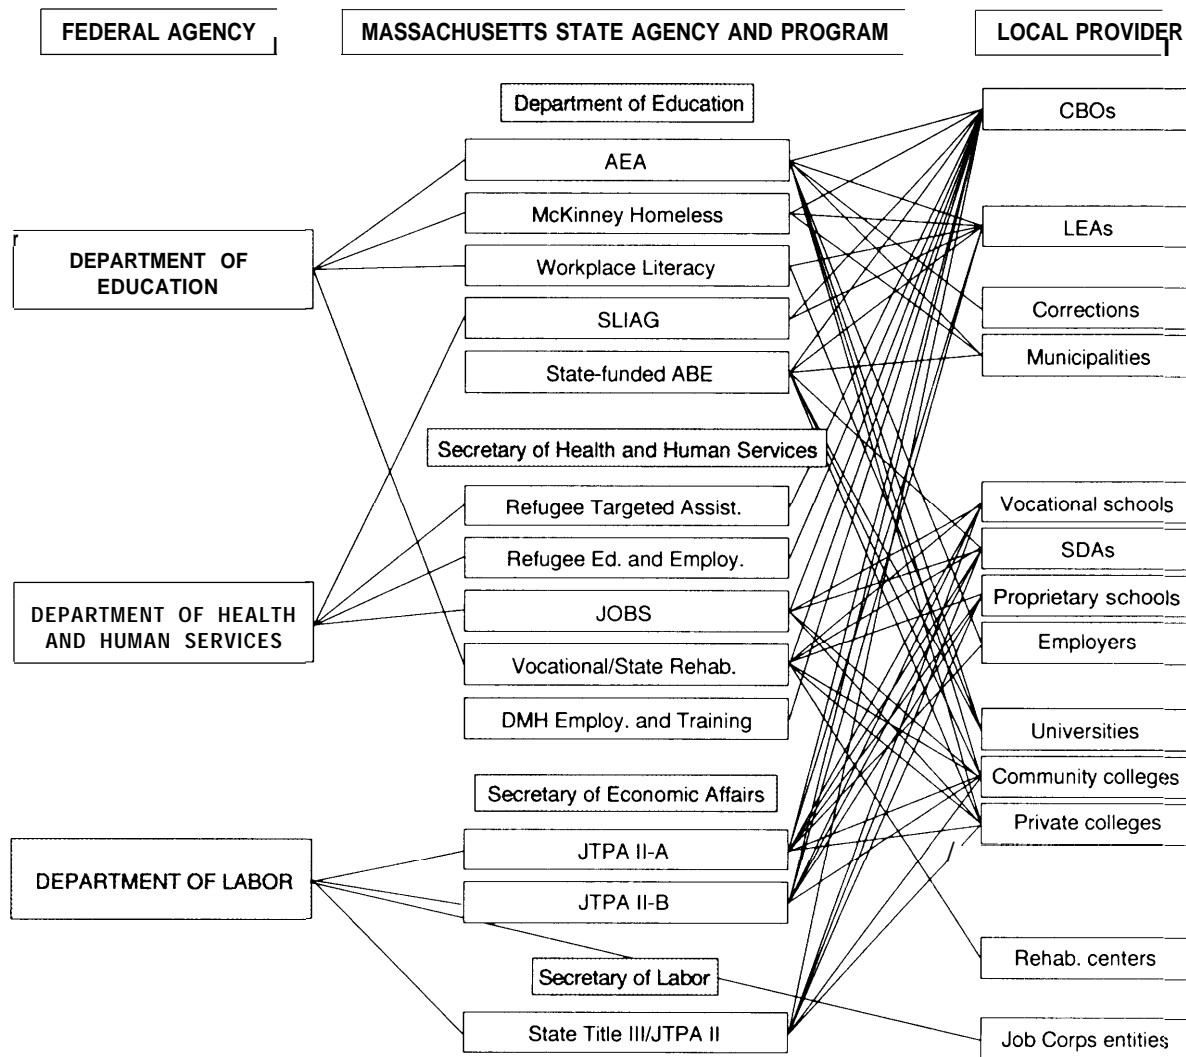 FEDERAL AGENCY
MASSACHUSETTS STATE AGENCY AND PROGRAM
LOCAL PROVIDER
DEPARTMENT OF
EDUCATION
DEPARTMENT OF HEALTH
AND HUMAN SERVICES
DEPARTMENT OF LABOR
Department of Education
AEA
McKinney Homeless
Workplace Literacy
SLIAG
State-funded ABE
Secretary of Health and Human Services
Refugee Targeted Assist.
Refugee Ed. and Employ.
JOBS
Vocational/State Rehab.
DMH Employ. and Training
Secretary of Economic Affairs
JTPA II-A
JTPA II-B
Secretary of Labor
State Title III/JTPA II
CBOs
LEAs
Corrections
Municipalities
Vocational schools
SDAs
Proprietary schools
Employers
Universities
Community colleges
Private colleges
Rehab. centers
Job Corps entities